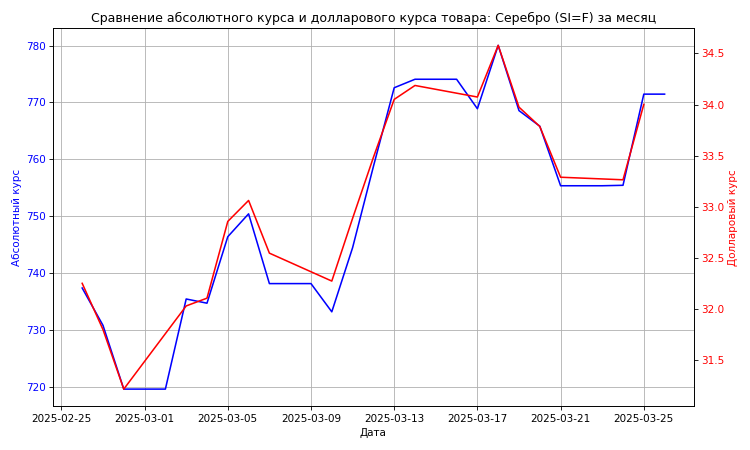 Сравнение абсолютного курса и долларового курса товара: Серебро (SI=F) за месяц
780
770
760
750
740
730
720
Абсолютный курс
34.5
34.0
33.5
33.0
32.5
32.0
31.5
Долларовый курс
2025-02-25 2025-03-01 2025-03-05 2025-03-09 2025-03-13 2025-03-17 2025-03-21 2025-03-25
Дата